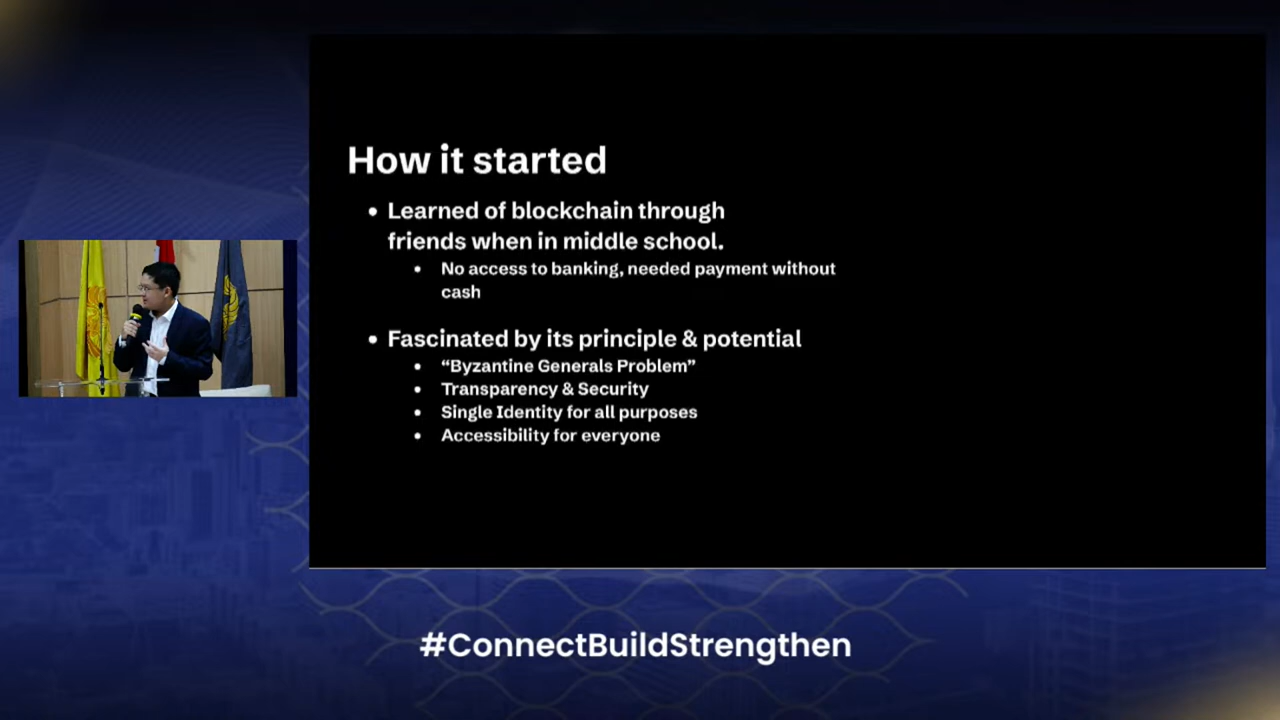 How it started
• Learned of blockchain through
friends when in middle school.
• No access to banking, needed payment without
cash
• Fascinated by its principle & potential
• “Byzantine Generals Problem”
• Transparency & Security
• Single Identity for all purposes
• Accessibility for everyone
#ConnectBuildStrengthen